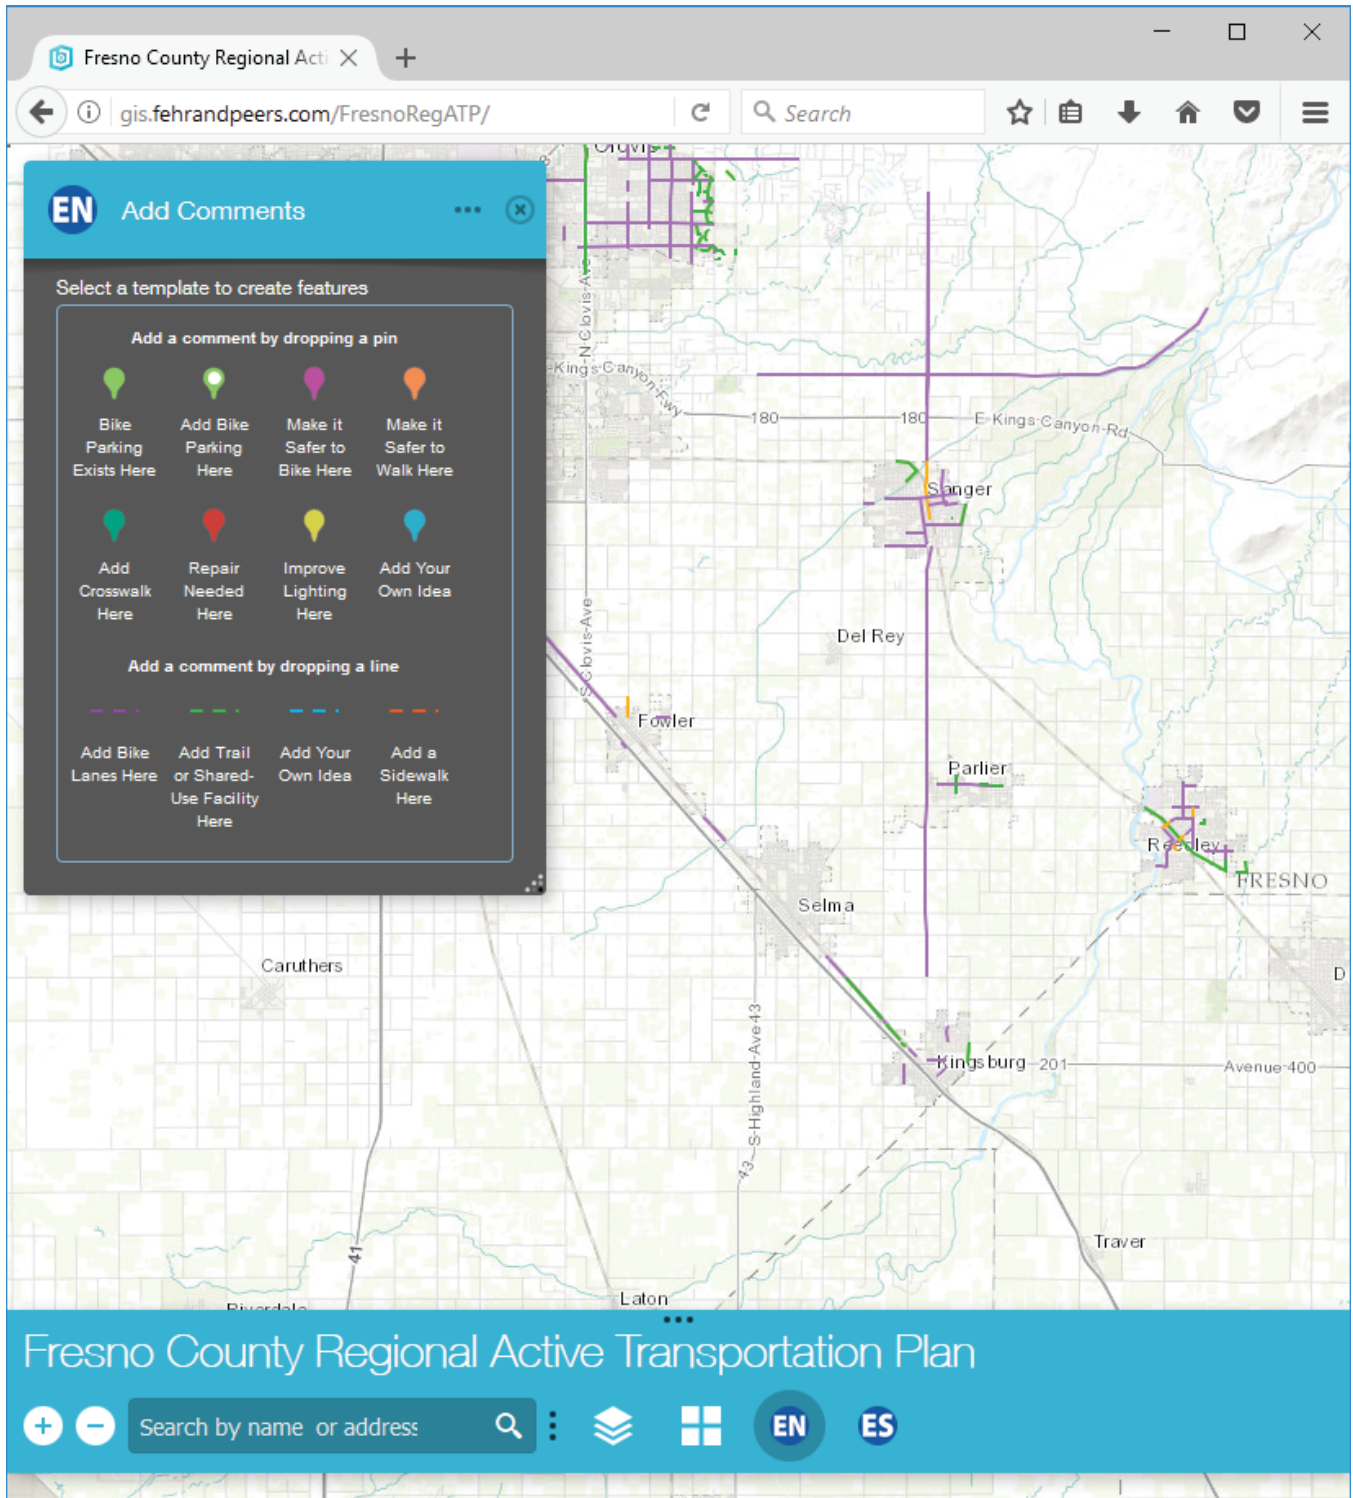 Fresno County Regional Acti
gis.fehrandpeers.com/FresnoRegATP/
Search
EN
Add Comments
Select a template to create features
Add a comment by dropping a pin
Bike
Parking
Exists Here
Add Bike
Parking
Here
Make it
Safer to
Bike Here
Make it
Safer to
Walk Here
Add
Crosswalk
Here
Repair
Needed
Here
Improve
Lighting
Here
Add Your
Own Idea
Add a comment by dropping a line
Add Bike
Lanes Here
Add Trail
or Shared-
Use Facility
Here
Add Your
Own Idea
Add a
Sidewalk
Here
Clovis
N-Clovis-Ave
Kings-Canyon-Fwy
180
180
E-Kings-Canyon-Rd
Sanger
S-Clovis-Ave
Del Rey
Fowler
Parlier
Reedley
FRESNO
Selma
Caruthers
D
43-S-Highland-Ave-43
Kingsburg
201
Avenue-400
41
Traver
Laton
Riverdale
Fresno County Regional Active Transportation Plan
Search by name or address
EN
ES